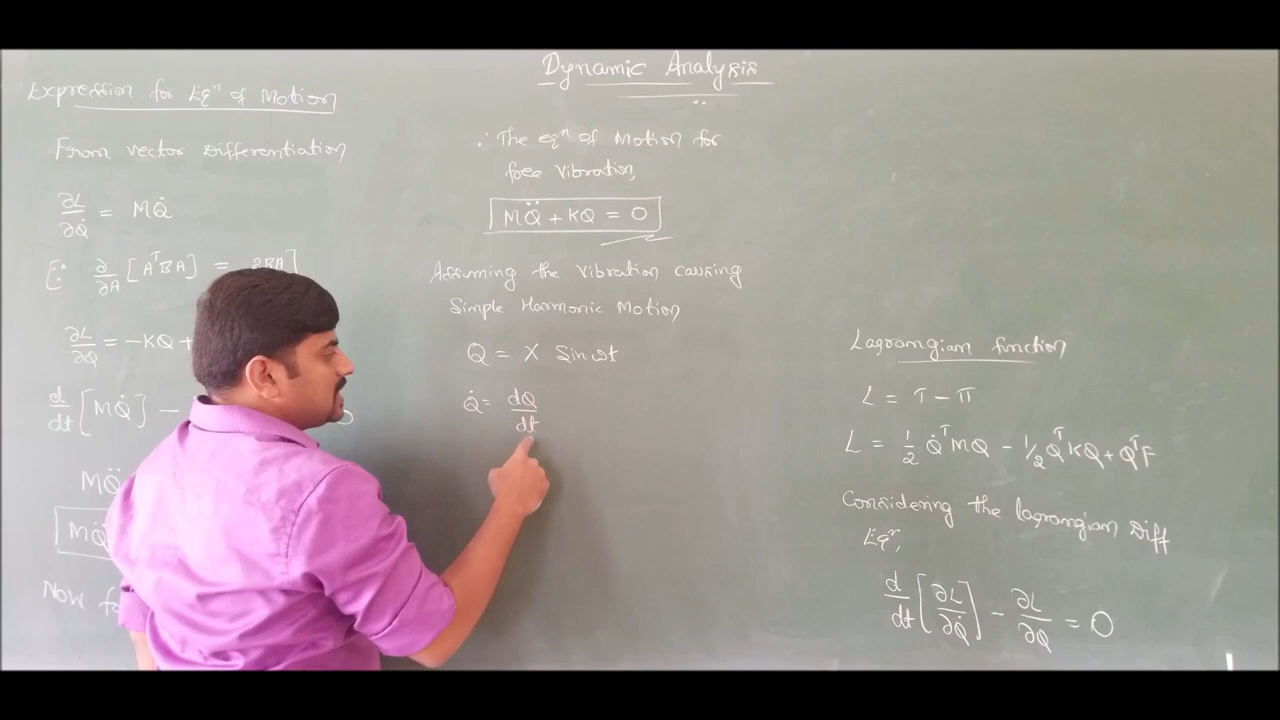 Dynamic Analysis
Expression for Eqⁿ of Motion
From vector Differentiation
∂L/∂Q̇ = MQ̇
[∵ ∂/∂A [AᵀBA] = 2BA]
∂L/∂Q = -KQ +
d/dt [MQ̇] -
MQ̈
MQ̈
Now
∴ The eqⁿ of Motion for
free vibration,
MQ̈ + KQ = 0
Assuming the vibration causing
Simple Harmonic Motion
Q = X Sin ωt
Q̇ = dQ/dt
Lagrangian function
L = T - π
L = 1/2 Q̇ᵀMQ - 1/2 QᵀKQ + QᵀF
Considering the lagrangian Diff
Eqⁿ,
d/dt [∂L/∂Q̇] - ∂L/∂Q = 0